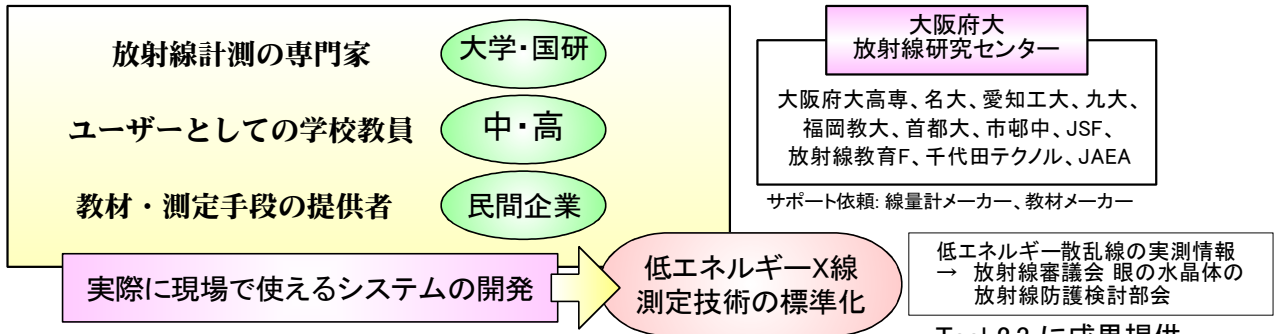 放射線計測の専門家
大学・国研
ユーザーとしての学校教員
中・高
教材・測定手段の提供者
民間企業
実際に現場で使えるシステムの開発
低エネルギーX線
測定技術の標準化
大阪府大
放射線研究センター
大阪府大高専、名大、愛知工大、九大、
福岡教大、首都大、市邨中、JSF、
放射線教育F、千代田テクノル、JAEA
サポート依頼: 線量計メーカー、教材メーカー
低エネルギー散乱線の実測情報
→ 放射線審議会 眼の水晶体の
放射線防護検討部会
に成果提供